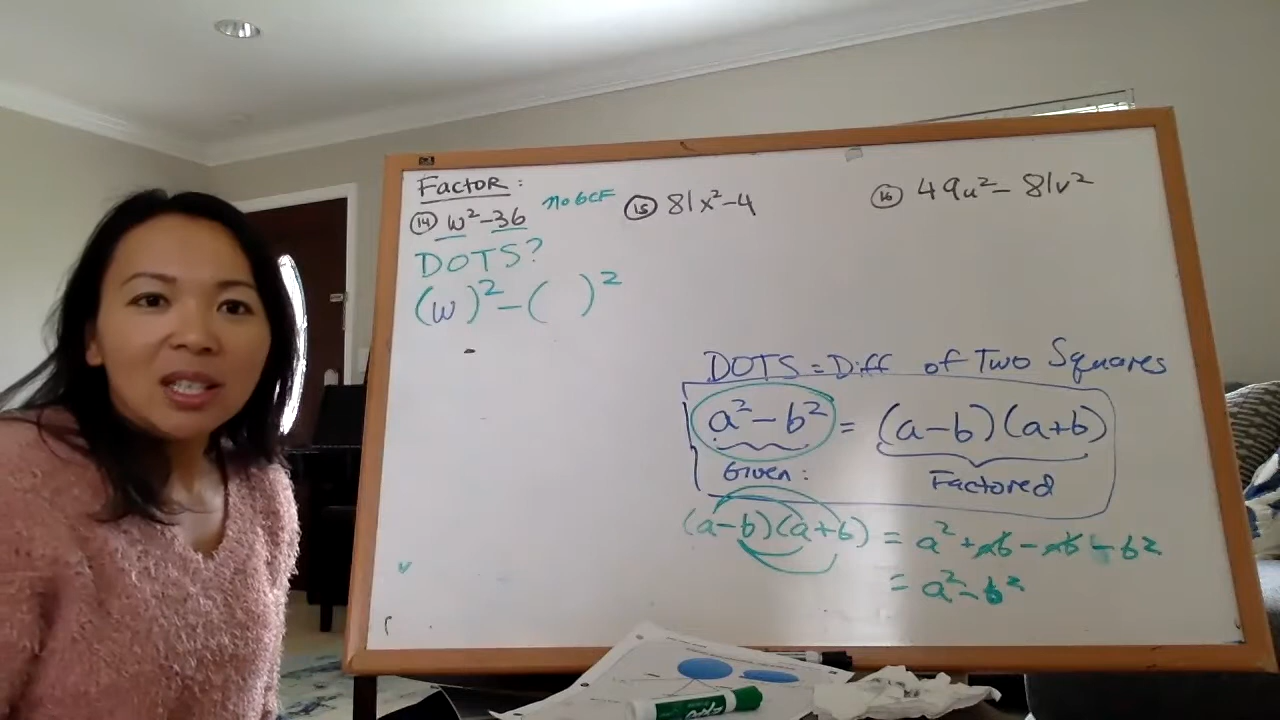 Factor:
⑭ w²-36 no GCF
DOTS?
(w)² - ( )²
⑮ 81x²-4
⑯ 49u² - 81v²
DOTS = Diff of Two Squares
a² - b² = (a-b)(a+b)
Given: Factored
(a-b)(a+b) = a² + ab - ab - b²
= a² - b²